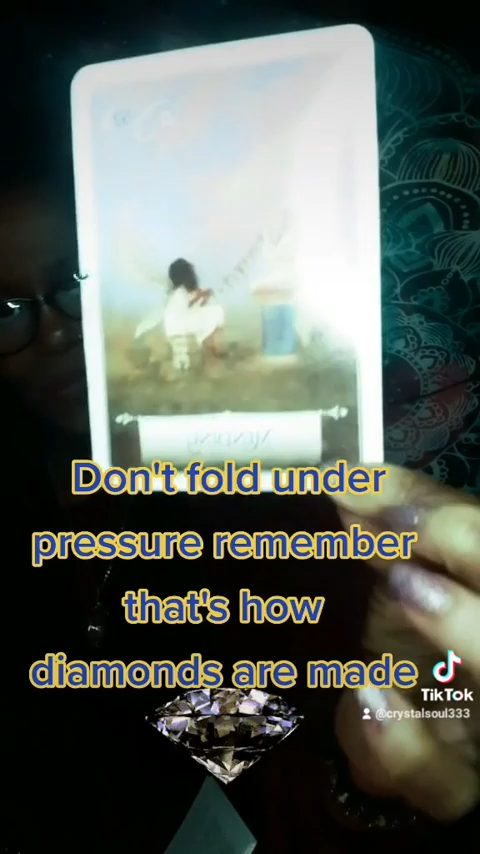 Don't fold under
pressure remember
that's how
diamonds are made
TikTok
@crystalsoul333